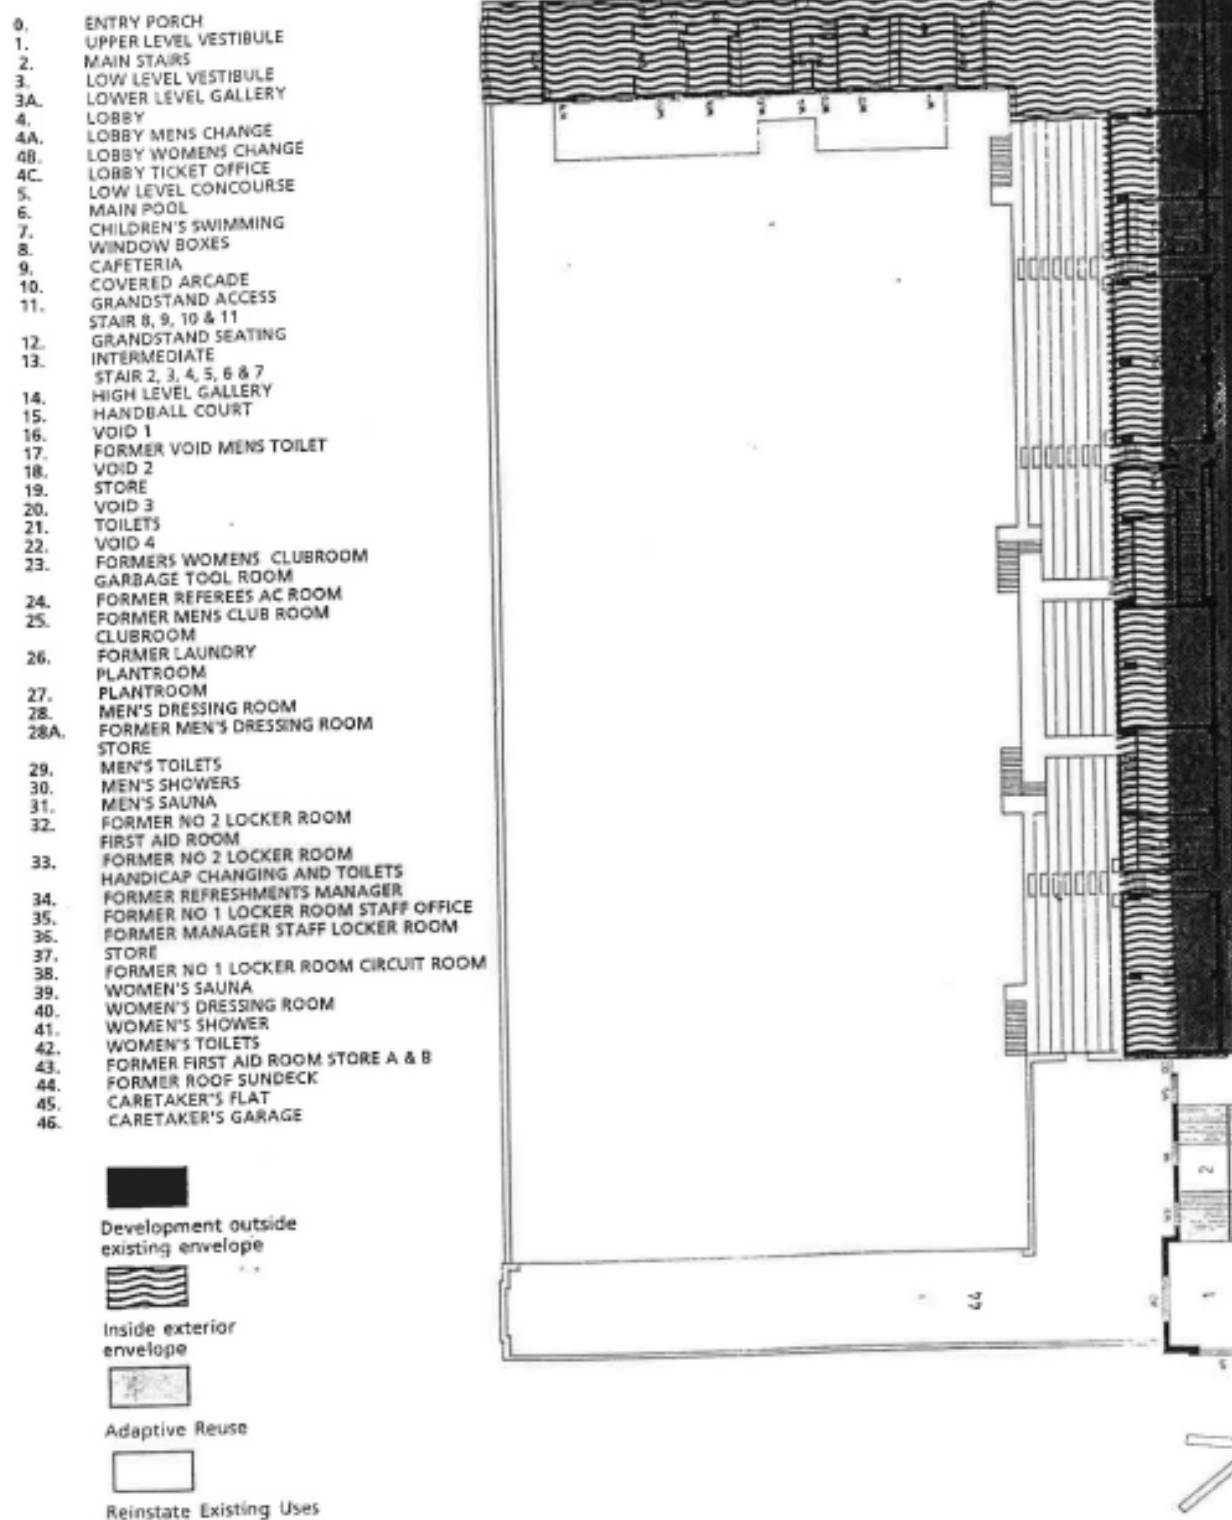 0. ENTRY PORCH
1. UPPER LEVEL VESTIBULE
2. MAIN STAIRS
3. LOW LEVEL VESTIBULE
3A. LOWER LEVEL GALLERY
4. LOBBY
4A. LOBBY MENS CHANGE
4B. LOBBY WOMENS CHANGE
4C. LOBBY TICKET OFFICE
5. LOW LEVEL CONCOURSE
6. MAIN POOL
7. CHILDREN'S SWIMMING
8. WINDOW BOXES
9. CAFETERIA
10. COVERED ARCADE
11. GRANDSTAND ACCESS
STAIR 8, 9, 10 & 11
12. GRANDSTAND SEATING
13. INTERMEDIATE
STAIR 2, 3, 4, 5, 6 & 7
14. HIGH LEVEL GALLERY
15. HANDBALL COURT
16. VOID 1
17. FORMER VOID MENS TOILET
18. VOID 2
19. STORE
20. VOID 3
21. TOILETS
22. VOID 4
23. FORMERS WOMENS CLUBROOM
GARBAGE TOOL ROOM
24. FORMER REFEREES AC ROOM
25. FORMER MENS CLUB ROOM
CLUBROOM
26. FORMER LAUNDRY
PLANTROOM
27. PLANTROOM
28. MEN'S DRESSING ROOM
28A. FORMER MEN'S DRESSING ROOM
STORE
29. MEN'S TOILETS
30. MEN'S SHOWERS
31. MEN'S SAUNA
32. FORMER NO 2 LOCKER ROOM
FIRST AID ROOM
33. FORMER NO 2 LOCKER ROOM
HANDICAP CHANGING AND TOILETS
34. FORMER REFRESHMENTS MANAGER
35. FORMER NO 1 LOCKER ROOM STAFF OFFICE
36. FORMER MANAGER STAFF LOCKER ROOM
37. STORE
38. FORMER NO 1 LOCKER ROOM CIRCUIT ROOM
39. WOMEN'S SAUNA
40. WOMEN'S DRESSING ROOM
41. WOMEN'S SHOWER
42. WOMEN'S TOILETS
43. FORMER FIRST AID ROOM STORE A & B
44. FORMER ROOF SUNDECK
45. CARETAKER'S FLAT
46. CARETAKER'S GARAGE
Development outside
existing envelope
Inside exterior
envelope
Adaptive Reuse
Reinstate Existing Uses
44
2
1